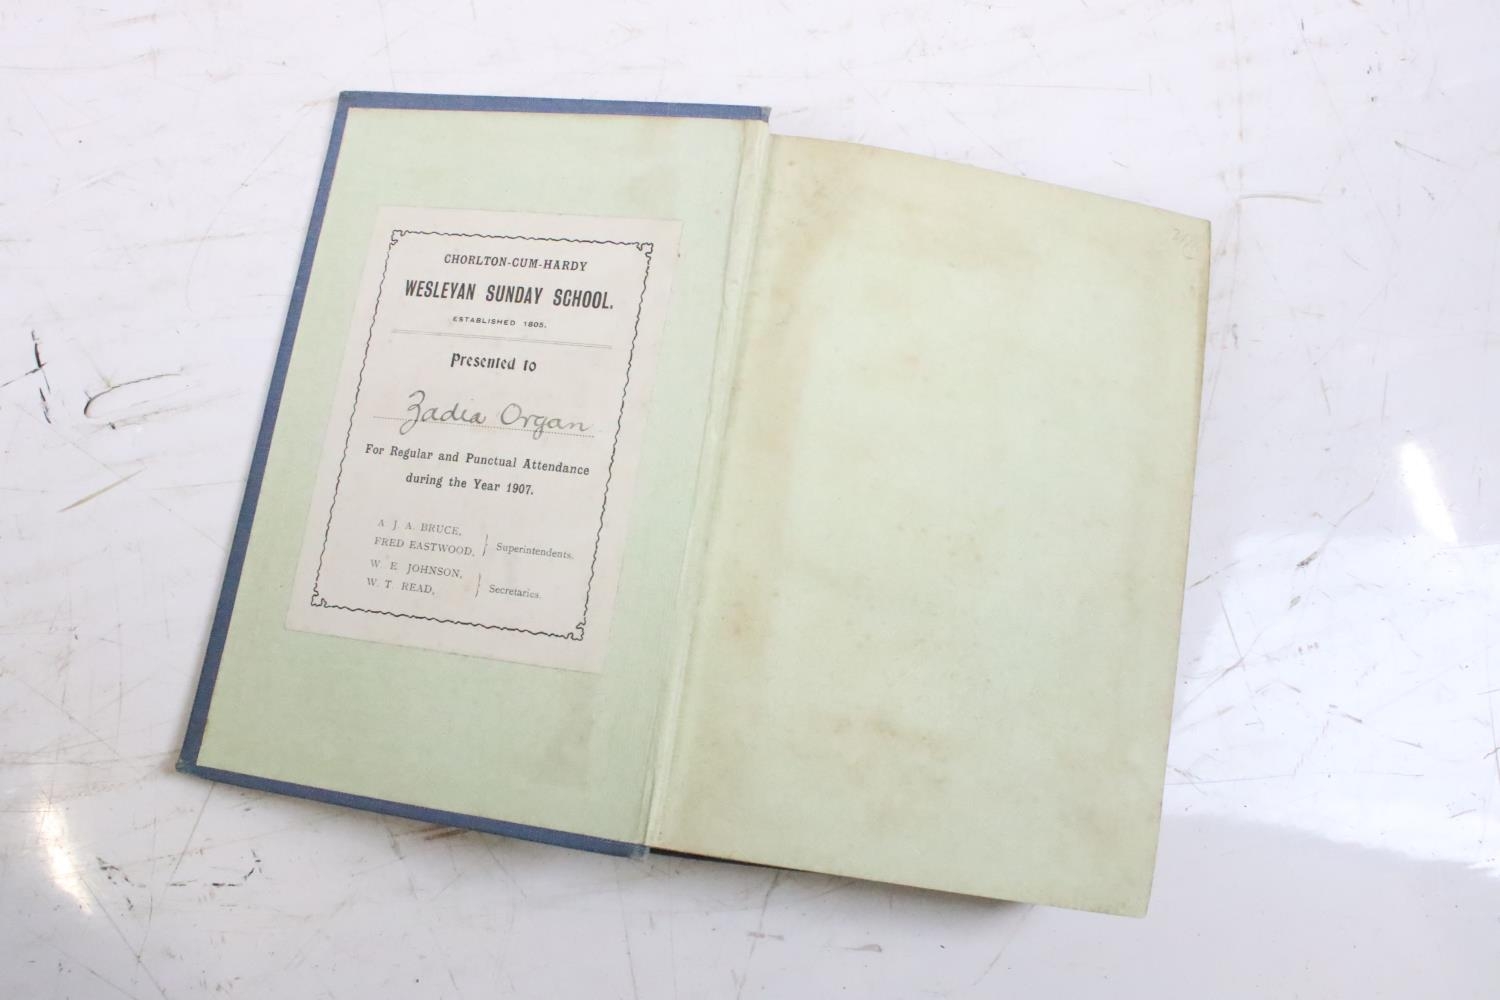 CHORLTON-CUM-HARDY
WESLEYAN SUNDAY SCHOOL.
ESTABLISHED 1805.
Presented to
Zadia Organ
For Regular and Punctual Attendance
during the Year 1907.
A. J. A. BRUCE,
FRED EASTWOOD, } Superintendents.
W. E. JOHNSON,
W. T. READ, } Secretaries.